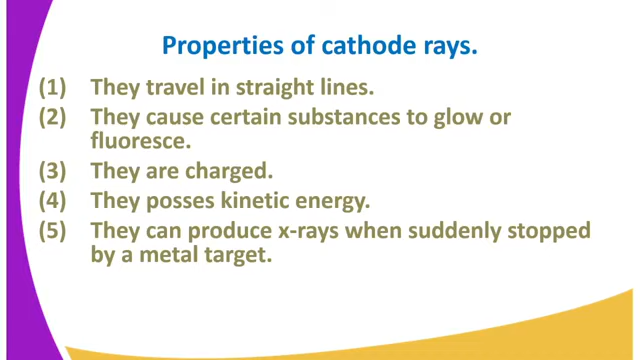 Properties of cathode rays.
(1) They travel in straight lines.
(2) They cause certain substances to glow or
fluoresce.
(3) They are charged.
(4) They posses kinetic energy.
(5) They can produce x-rays when suddenly stopped
by a metal target.